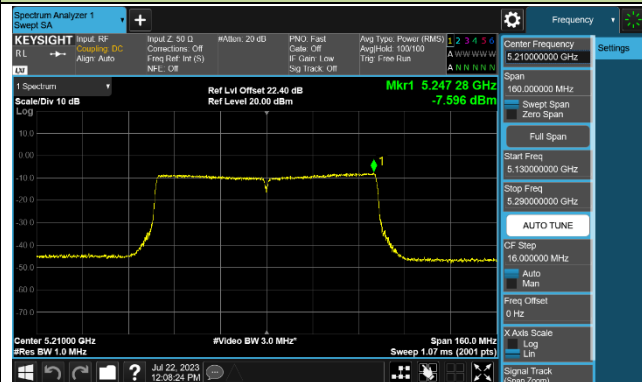 Spectrum Analyzer 1
Swept SA
+
Frequency
KEYSIGHT
RL
LXI
Input: RF
Coupling: DC
Align: Auto
Input Z: 50 Ω
Corrections: Off
Freq Ref: Int (S)
NFE: Off
#Atten: 20 dB
PNO: Fast
Gate: Off
IF Gain: Low
Sig Track: Off
Avg Type: Power (RMS)
Avg|Hold: 100/100
Trig: Free Run
1 2 3 4 5 6
A W W W W W
A N N N N N
1 Spectrum
Scale/Div 10 dB
Log
Ref Lvl Offset 22.40 dB
Ref Level 20.00 dBm
Mkr1 5.247 28 GHz
-7.596 dBm
10.0
0.00
-10.0
-20.0
-30.0
-40.0
-50.0
-60.0
-70.0
1
Center 5.21000 GHz
#Res BW 1.0 MHz
#Video BW 3.0 MHz*
Span 160.0 MHz
Sweep 1.07 ms (2001 pts)
Jul 22, 2023
12:08:24 PM
?
Center Frequency
5.210000000 GHz
Span
160.000000 MHz
Swept Span
Zero Span
Full Span
Start Freq
5.130000000 GHz
Stop Freq
5.290000000 GHz
AUTO TUNE
CF Step
16.000000 MHz
Auto
Man
Freq Offset
0 Hz
X Axis Scale
Log
Lin
Signal Track
(Span Zoom)
Settings